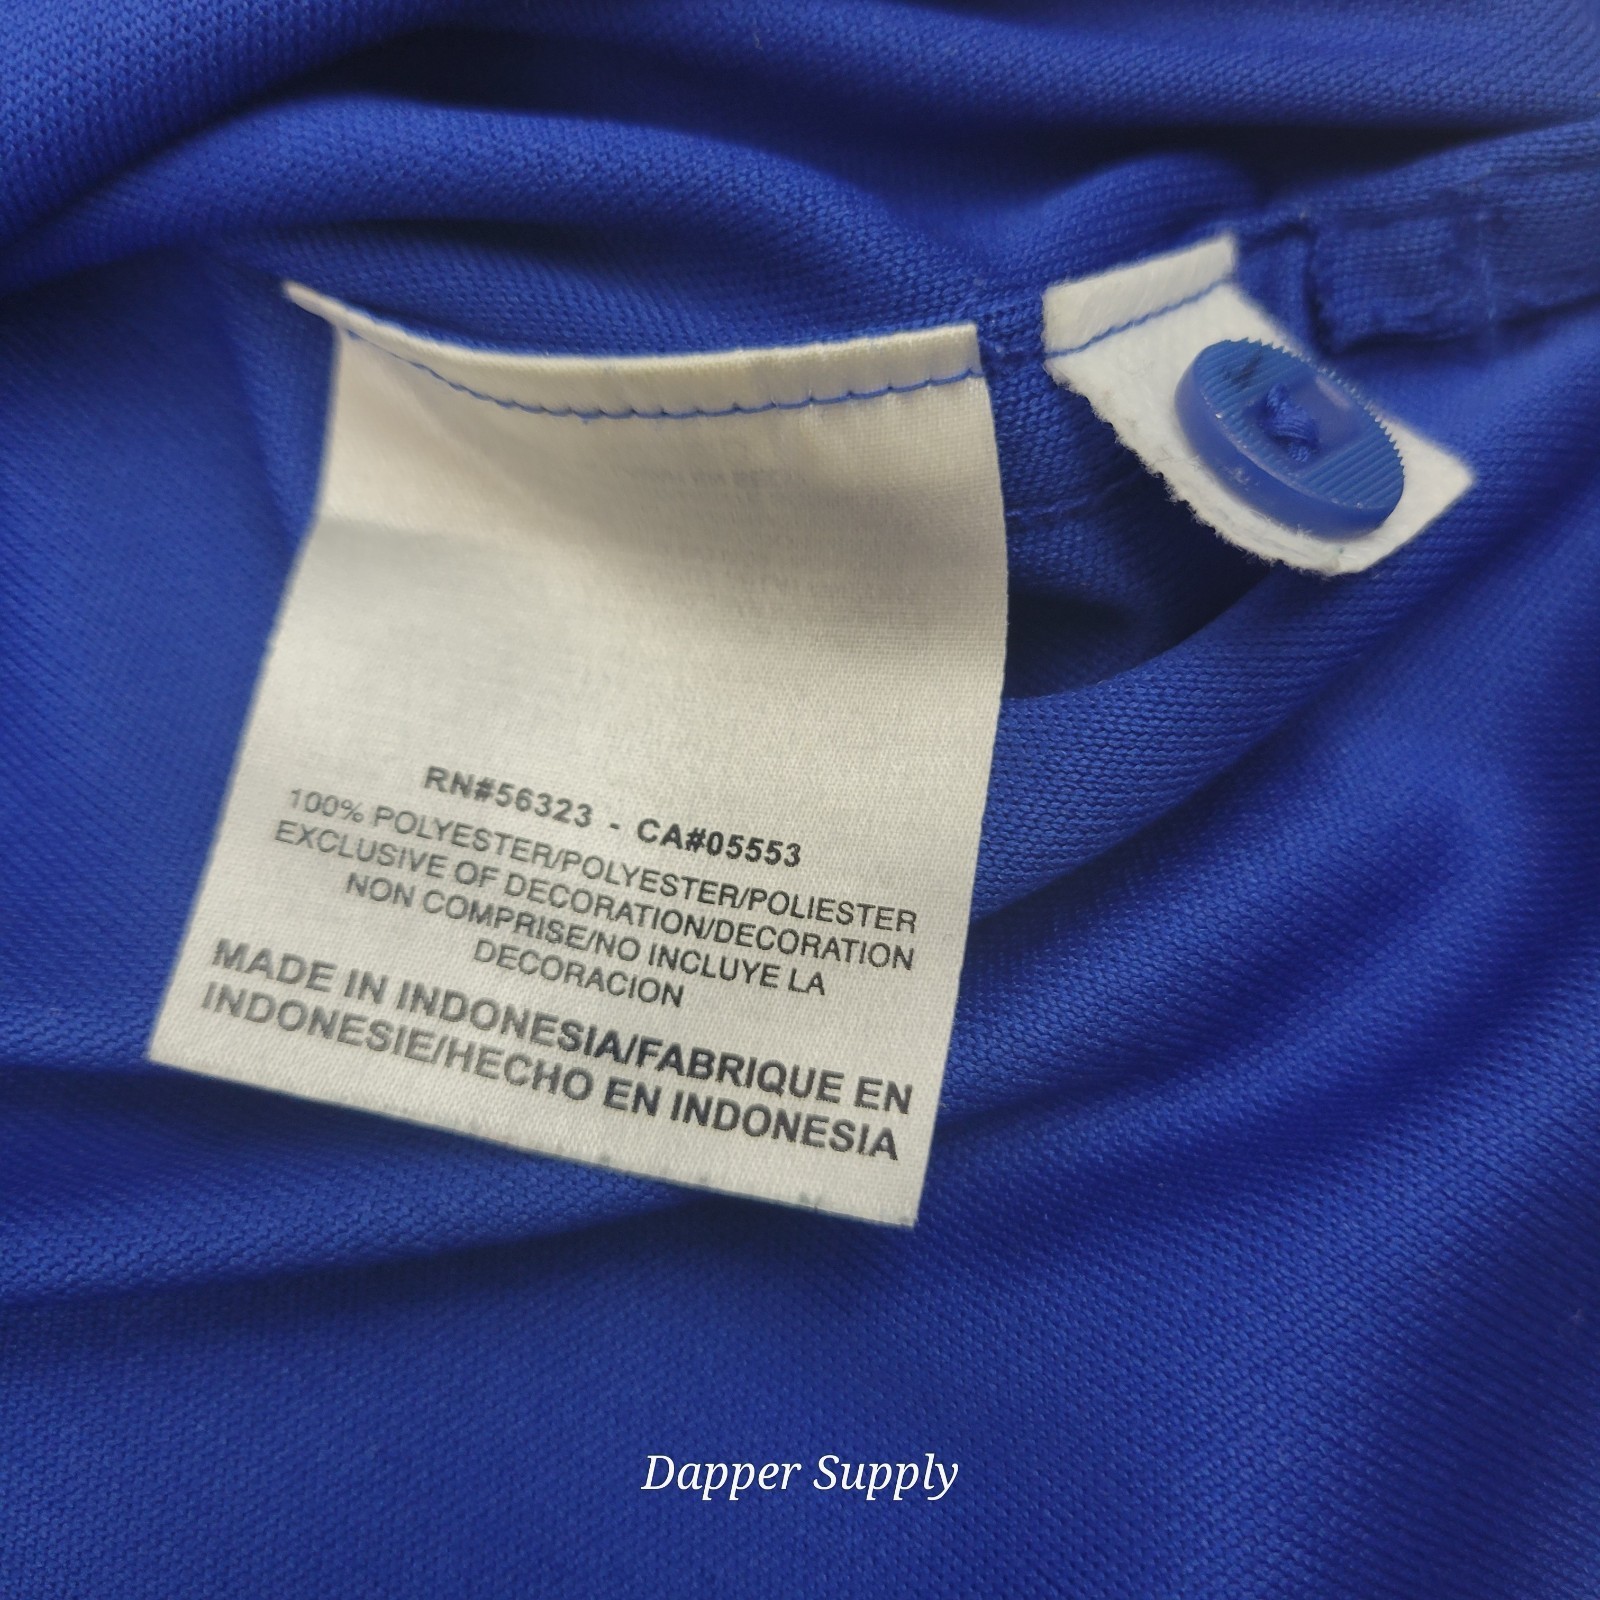 RN#56323 - CA#05553
100% POLYESTER/POLYESTER/POLIESTER
EXCLUSIVE OF DECORATION/DECORATION
NON COMPRISE/NO INCLUYE LA
DECORACION
MADE IN INDONESIA/FABRIQUE EN
INDONESIE/HECHO EN INDONESIA
Dapper Supply